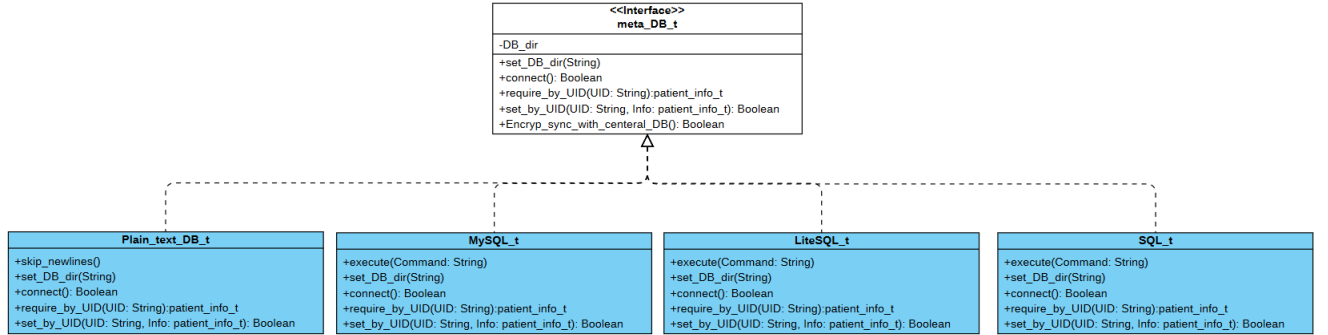 <<Interface>>
meta_DB_t
-DB_dir
+set_DB_dir(String)
+connect(): Boolean
+require_by_UID(UID: String):patient_info_t
+set_by_UID(UID: String, Info: patient_info_t): Boolean
+Encryp_sync_with_centeral_DB(): Boolean
Plain_text_DB_t
+skip_newlines()
+set_DB_dir(String)
+connect(): Boolean
+require_by_UID(UID: String):patient_info_t
+set_by_UID(UID: String, Info: patient_info_t): Boolean
MySQL_t
+execute(Command: String)
+set_DB_dir(String)
+connect(): Boolean
+require_by_UID(UID: String):patient_info_t
+set_by_UID(UID: String, Info: patient_info_t): Boolean
LiteSQL_t
+execute(Command: String)
+set_DB_dir(String)
+connect(): Boolean
+require_by_UID(UID: String):patient_info_t
+set_by_UID(UID: String, Info: patient_info_t): Boolean
SQL_t
+execute(Command: String)
+set_DB_dir(String)
+connect(): Boolean
+require_by_UID(UID: String):patient_info_t
+set_by_UID(UID: String, Info: patient_info_t): Boolean